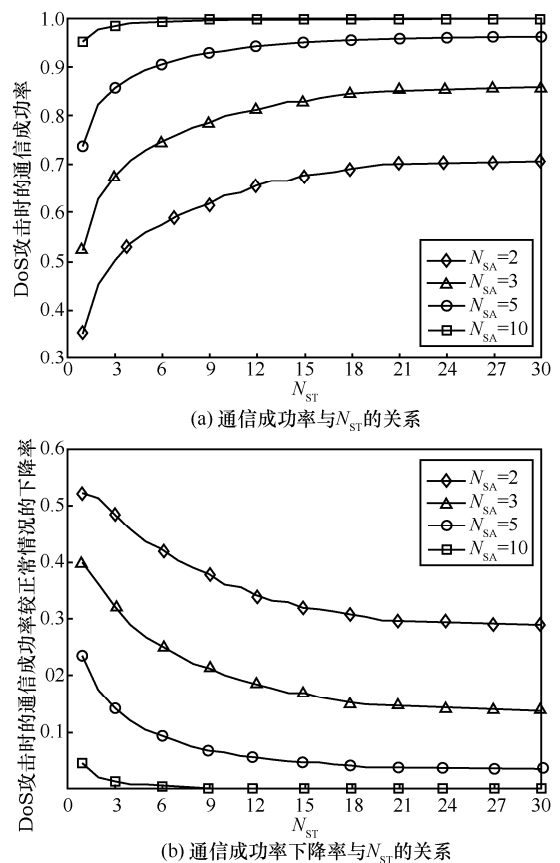 DoS攻击时的通信成功率
1.0
0.9
0.8
0.7
0.6
0.5
0.4
0.3
N_SA=2
N_SA=3
N_SA=5
N_SA=10
0 3 6 9 12 15 18 21 24 27 30
N_ST
(a) 通信成功率与N_ST的关系
DoS攻击时的通信成功率较正常情况的下降率
0.6
0.5
0.4
0.3
0.2
0.1
N_SA=2
N_SA=3
N_SA=5
N_SA=10
0 3 6 9 12 15 18 21 24 27 30
N_ST
(b) 通信成功率下降率与N_ST的关系